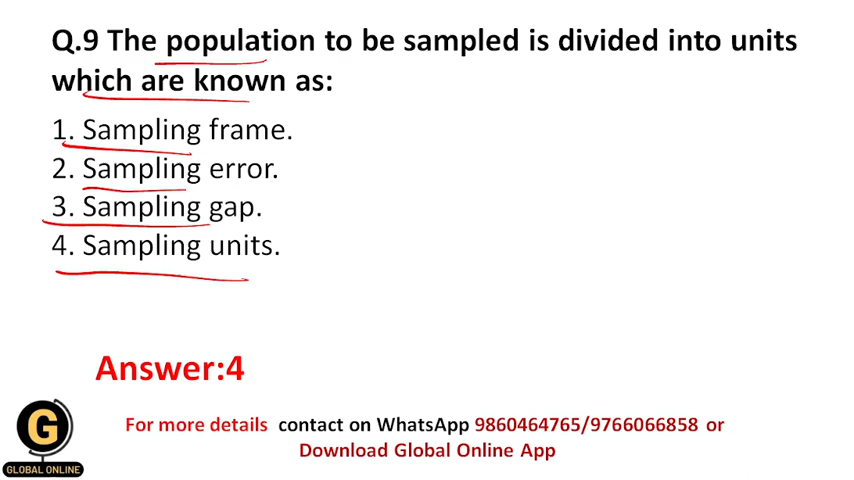 Q.9 The population to be sampled is divided into units
which are known as:
1. Sampling frame.
2. Sampling error.
3. Sampling gap.
4. Sampling units.
Answer:4
For more details contact on WhatsApp 9860464765/9766066858 or
Download Global Online App
G
GLOBAL ONLINE